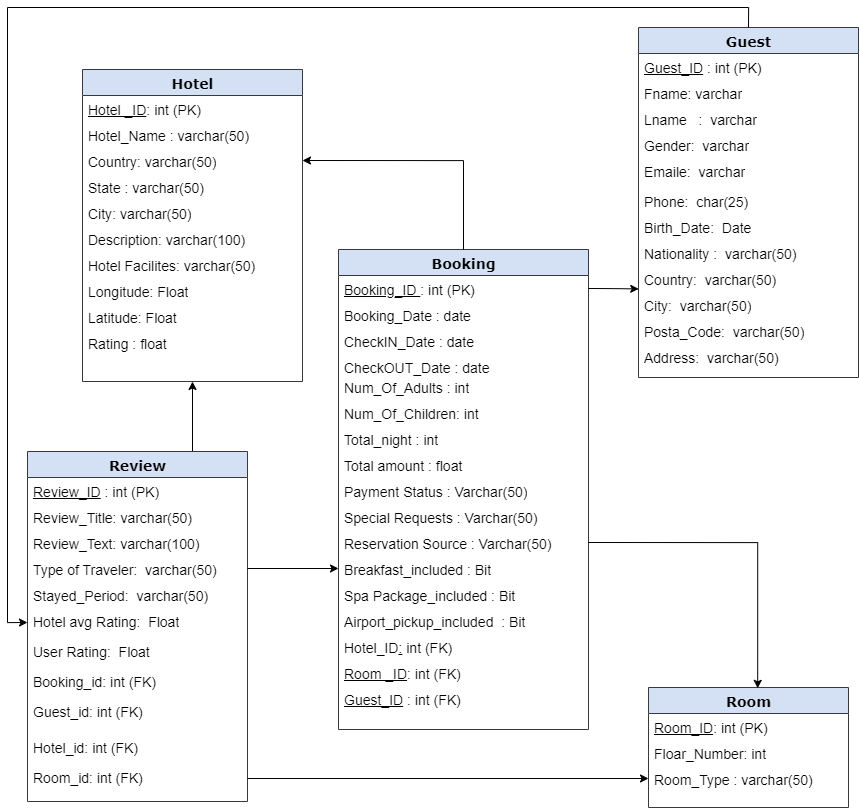 Hotel
Hotel _ID: int (PK)
Hotel_Name : varchar(50)
Country: varchar(50)
State : varchar(50)
City: varchar(50)
Description: varchar(100)
Hotel Facilites: varchar(50)
Longitude: Float
Latitude: Float
Rating : float
Guest
Guest_ID : int (PK)
Fname: varchar
Lname : varchar
Gender: varchar
Emaile: varchar
Phone: char(25)
Birth_Date: Date
Nationality : varchar(50)
Country: varchar(50)
City: varchar(50)
Posta_Code: varchar(50)
Address: varchar(50)
Booking
Booking_ID : int (PK)
Booking_Date : date
CheckIN_Date : date
CheckOUT_Date : date
Num_Of_Adults : int
Num_Of_Children: int
Total_night : int
Total amount : float
Payment Status : Varchar(50)
Special Requests : Varchar(50)
Reservation Source : Varchar(50)
Breakfast_included : Bit
Spa Package_included : Bit
Airport_pickup_included : Bit
Hotel_ID: int (FK)
Room _ID: int (FK)
Guest_ID : int (FK)
Review
Review_ID : int (PK)
Review_Title: varchar(50)
Review_Text: varchar(100)
Type of Traveler: varchar(50)
Stayed_Period: varchar(50)
Hotel avg Rating: Float
User Rating: Float
Booking_id: int (FK)
Guest_id: int (FK)
Hotel_id: int (FK)
Room_id: int (FK)
Room
Room_ID: int (PK)
Floar_Number: int
Room_Type : varchar(50)